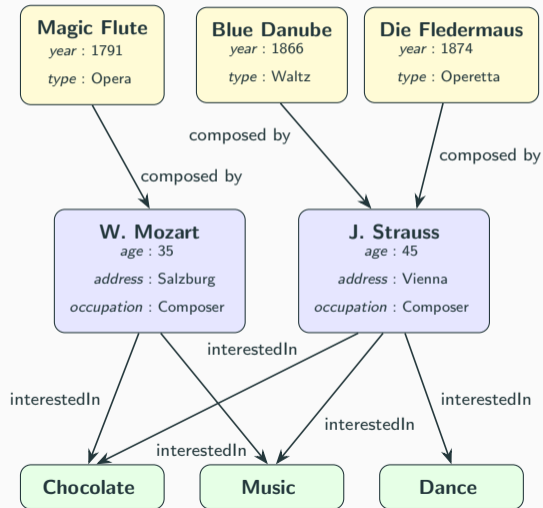 Magic Flute
year : 1791
type : Opera
Blue Danube
year : 1866
type : Waltz
Die Fledermaus
year : 1874
type : Operetta
composed by
composed by
composed by
W. Mozart
age : 35
address : Salzburg
occupation : Composer
J. Strauss
age : 45
address : Vienna
occupation : Composer
interestedIn
interestedIn
interestedIn
interestedIn
interestedIn
Chocolate
Music
Dance